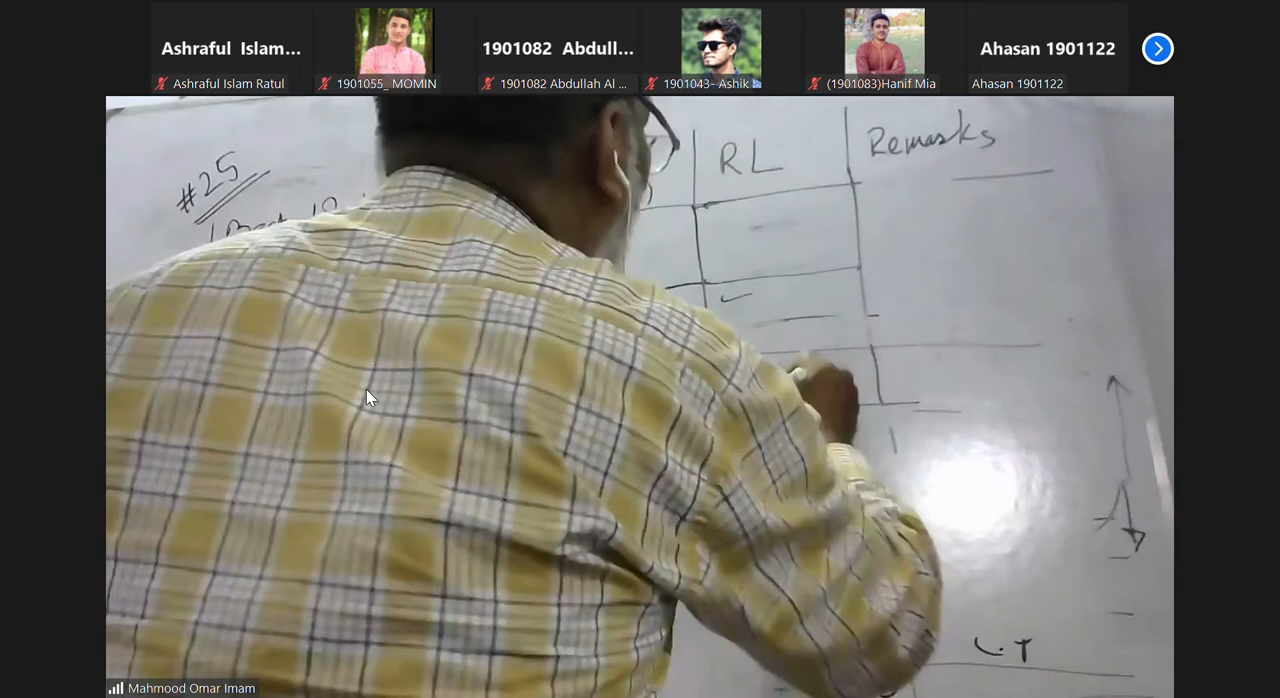 Ashraful Islam...
1901082 Abdull...
Ahasan 1901122
Ashraful Islam Ratul
1901055_ MOMIN
1901082 Abdullah Al ...
1901043- Ashik
(1901083)Hanif Mia
Ahasan 1901122
#25
RL
Remarks
Mahmood Omar Imam